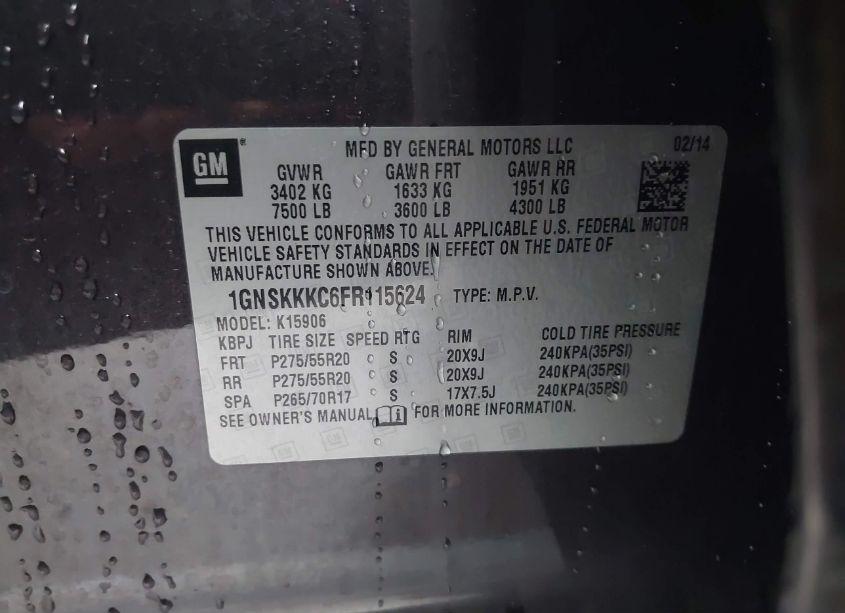 GM ®
MFD BY GENERAL MOTORS LLC 02/14
GVWR GAWR FRT GAWR RR
3402 KG 1633 KG 1951 KG
7500 LB 3600 LB 4300 LB
THIS VEHICLE CONFORMS TO ALL APPLICABLE U.S. FEDERAL MOTOR
VEHICLE SAFETY STANDARDS IN EFFECT ON THE DATE OF
MANUFACTURE SHOWN ABOVE.
1GNSKKKC6FR115624 TYPE: M.P.V.
MODEL: K15906
KBPJ TIRE SIZE SPEED RTG RIM COLD TIRE PRESSURE
FRT P275/55R20 S 20X9J 240KPA(35PSI)
RR P275/55R20 S 20X9J 240KPA(35PSI)
SPA P265/70R17 S 17X7.5J 240KPA(35PSI)
SEE OWNER'S MANUAL FOR MORE INFORMATION.